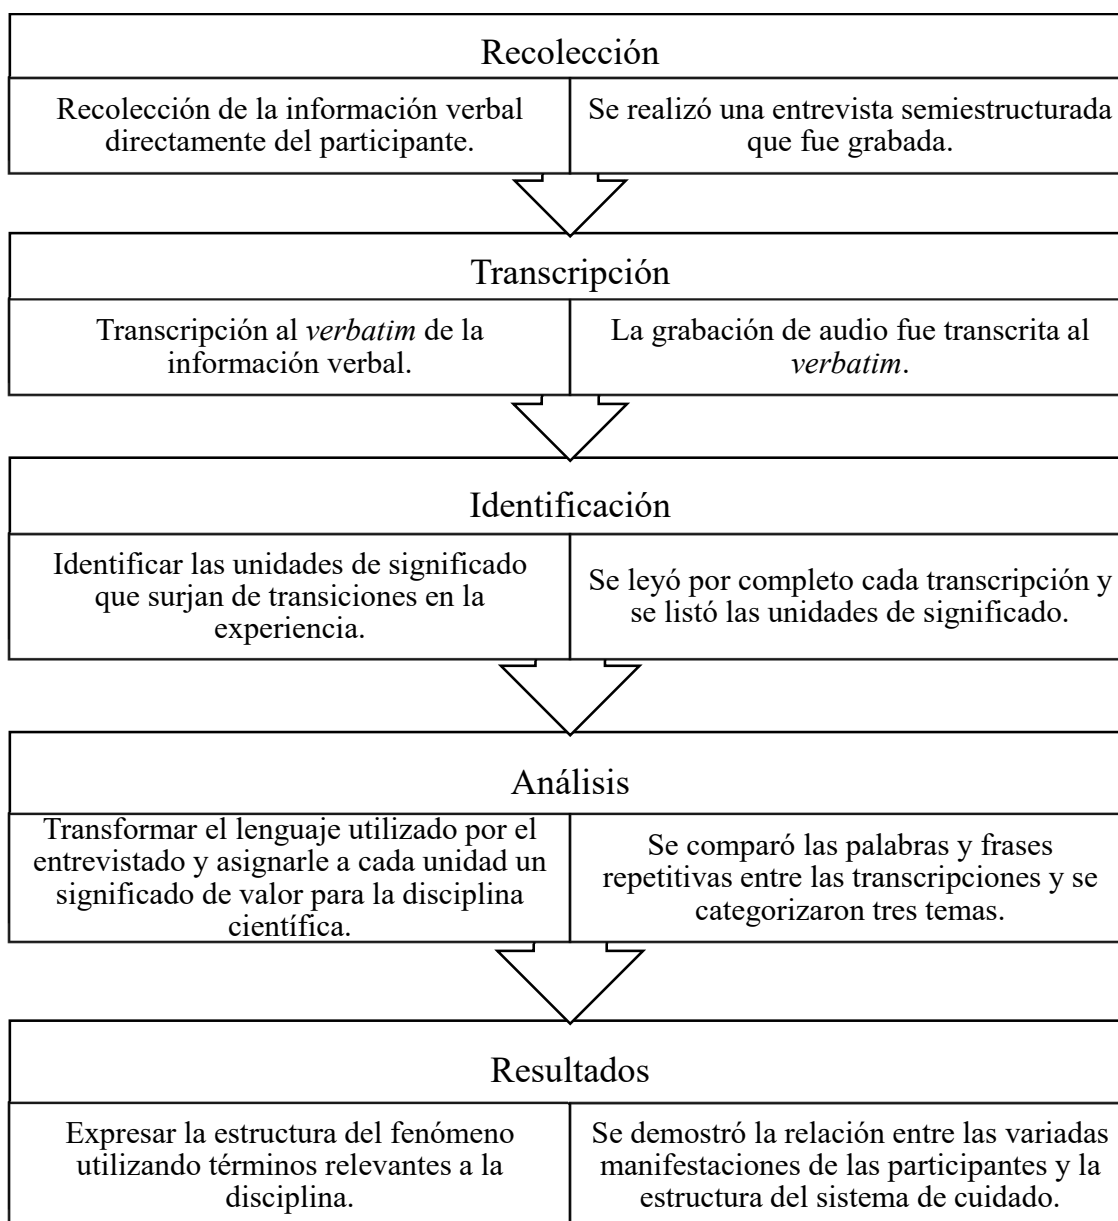 Recolección
Recolección de la información verbal
directamente del participante.
Se realizó una entrevista semiestructurada
que fue grabada.
Transcripción
Transcripción al verbatim de la
información verbal.
La grabación de audio fue transcrita al
verbatim.
Identificación
Identificar las unidades de significado
que surjan de transiciones en la
experiencia.
Se leyó por completo cada transcripción y
se listó las unidades de significado.
Análisis
Transformar el lenguaje utilizado por el
entrevistado y asignarle a cada unidad un
significado de valor para la disciplina
científica.
Se comparó las palabras y frases
repetitivas entre las transcripciones y se
categorizaron tres temas.
Resultados
Expresar la estructura del fenómeno
utilizando términos relevantes a la
disciplina.
Se demostró la relación entre las variadas
manifestaciones de las participantes y la
estructura del sistema de cuidado.